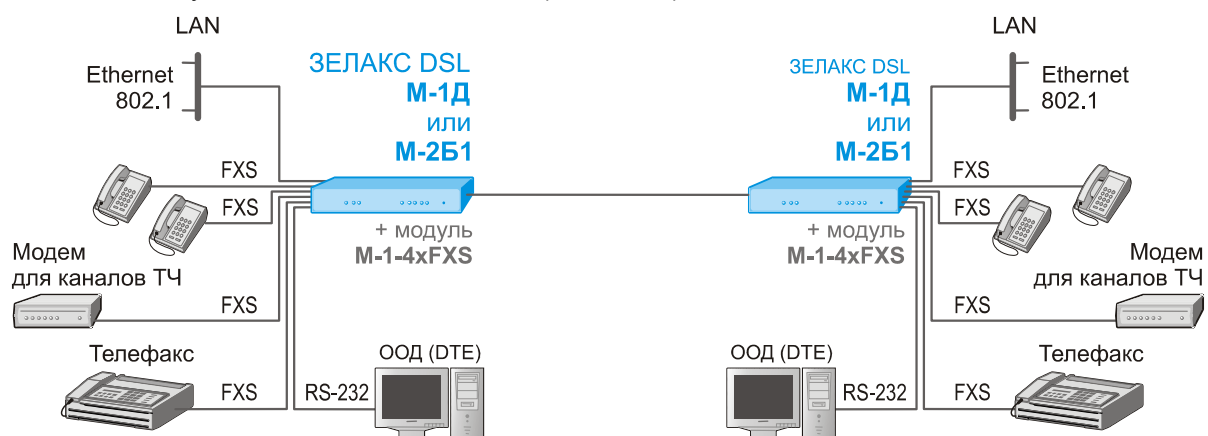 LAN
LAN
Ethernet
802.1
ЗЕЛАКС DSL
М-1Д
или
М-2Б1
ЗЕЛАКС DSL
М-1Д
или
М-2Б1
Ethernet
802.1
FXS
FXS
FXS
FXS
+ модуль
М-1-4xFXS
+ модуль
М-1-4xFXS
Модем
для каналов ТЧ
Модем
для каналов ТЧ
FXS
FXS
Телефакс
ООД (DTE)
ООД (DTE)
Телефакс
FXS
RS-232
RS-232
FXS